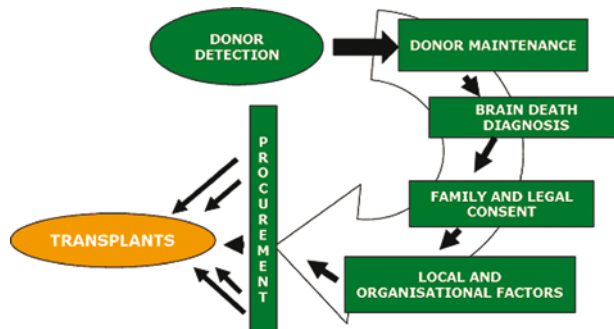 DONOR
DETECTION
DONOR MAINTENANCE
BRAIN DEATH
DIAGNOSIS
FAMILY AND LEGAL
CONSENT
LOCAL AND
ORGANISATIONAL FACTORS
PROCUREMENT
TRANSPLANTS